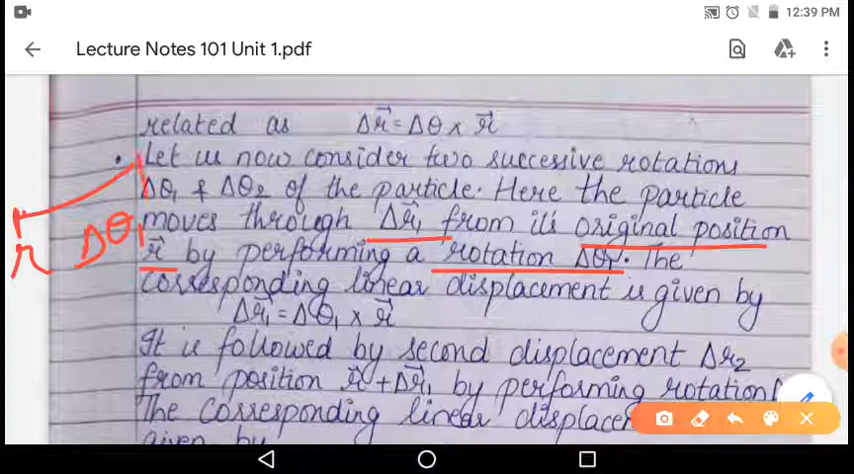 12:39 PM
Lecture Notes 101 Unit 1.pdf
related as Δr⃗ = Δθ × r⃗
• Let us now consider two successive rotations
Δθ₁ & Δθ₂ of the particle. Here the particle
moves through Δr⃗₁ from its original position
r⃗ by performing a rotation Δθ₁. The
corresponding linear displacement is given by
Δr⃗₁ = Δθ₁ × r⃗
It is followed by second displacement Δr₂
from position r⃗ + Δr⃗₁ by performing rotation
The corresponding linear
given by
r Δθ₁